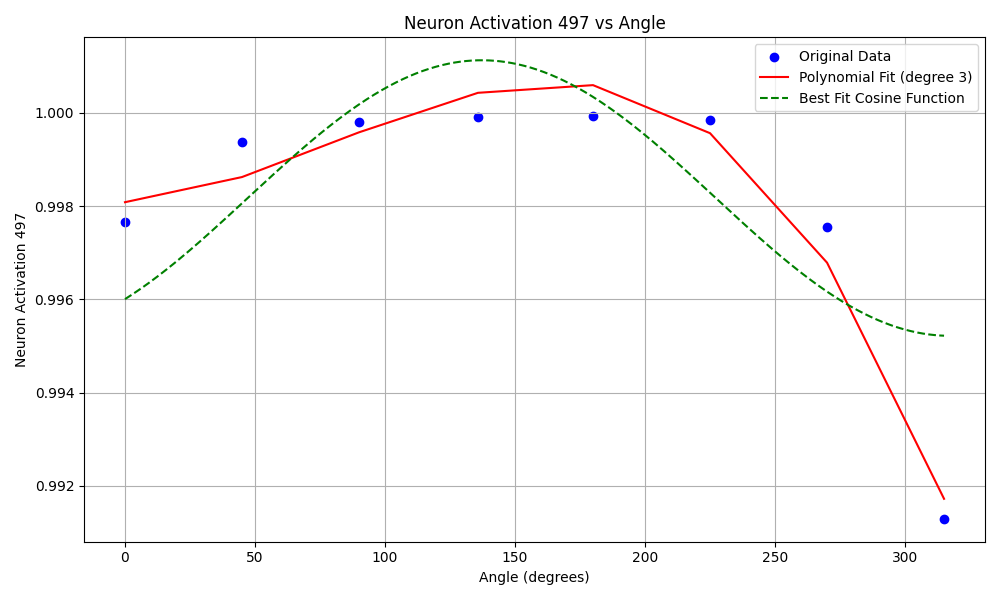 Neuron Activation 497 vs Angle
Original Data
Polynomial Fit (degree 3)
Best Fit Cosine Function
1.000
0.998
0.996
0.994
0.992
Neuron Activation 497
0
50
100
150
200
250
300
Angle (degrees)